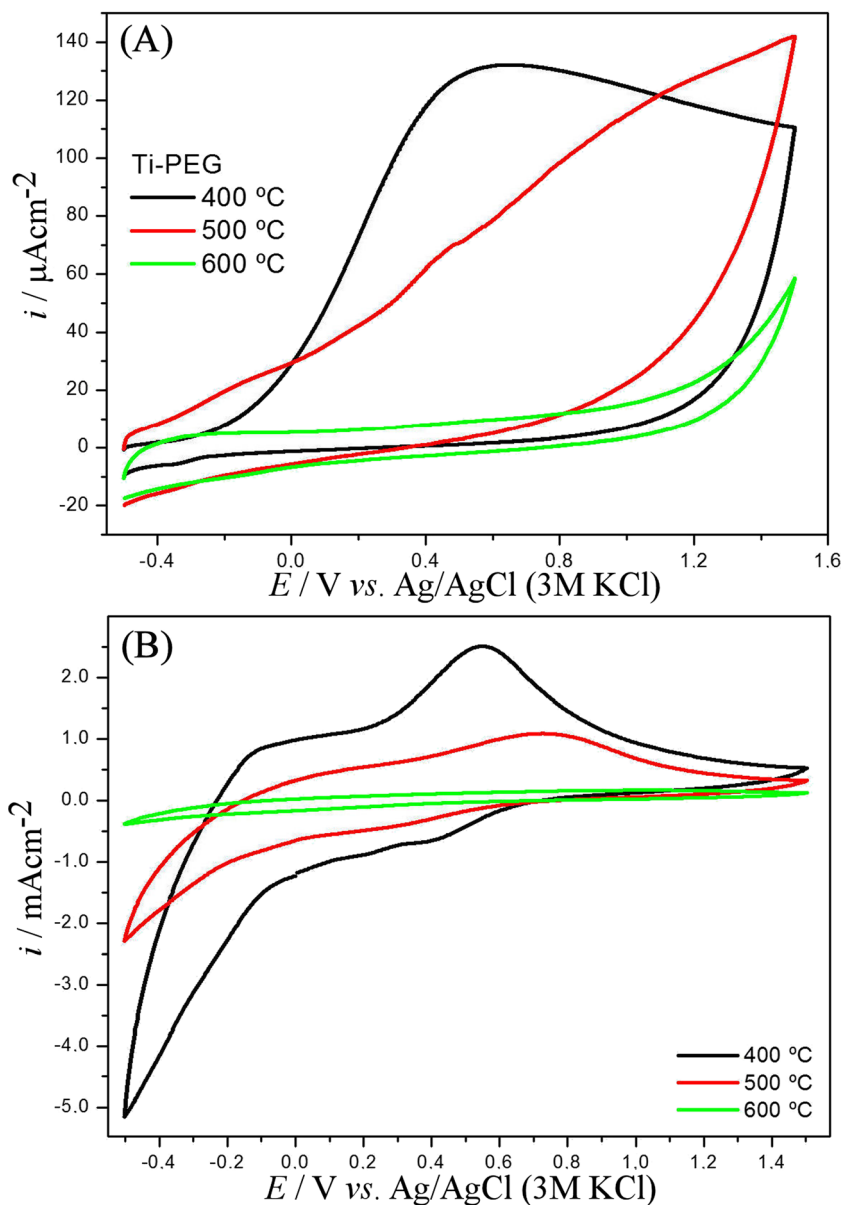 (A)
140
120
100
80
60
40
20
0
-20
i / μAcm-2
Ti-PEG
400 ºC
500 ºC
600 ºC
-0.4
0.0
0.4
0.8
1.2
1.6
E / V vs. Ag/AgCl (3M KCl)
(B)
2.0
1.0
0.0
-1.0
-2.0
-3.0
-4.0
-5.0
i / mAcm-2
400 ºC
500 ºC
600 ºC
-0.4
-0.2
0.0
0.2
0.4
0.6
0.8
1.0
1.2
1.4
E / V vs. Ag/AgCl (3M KCl)